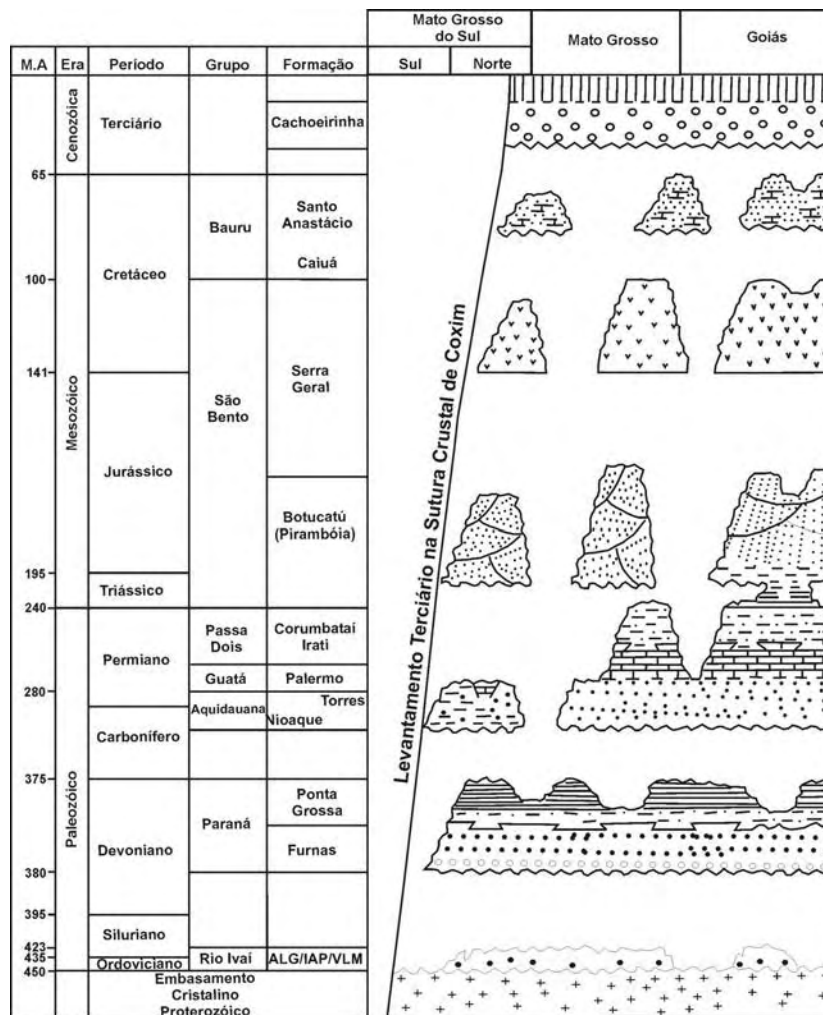 Mato Grosso
do Sul
Mato Grosso
Goiás
M.A
Era
Período
Grupo
Formação
Sul
Norte
Cenozóica
Terciário
Cachoeirinha
65
Mesozóico
Cretáceo
Bauru
Santo
Anastácio
Caiuá
100
São
Bento
Serra
Geral
141
Jurássico
Botucatú
(Pirambóia)
195
Triássico
240
Paleozóico
Permiano
Passa
Dois
Corumbataí
Irati
Guatá
Palermo
280
Aquidauana
Torres
Nioaque
Carbonífero
375
Devoniano
Paraná
Ponta
Grossa
Furnas
380
395
Siluriano
423
435
Ordoviciano
Rio Ivaí
ALG/IAP/VLM
450
Embasamento
Cristalino
Proterozóico
Levantamento Terciário na Sutura Crustal de Coxim